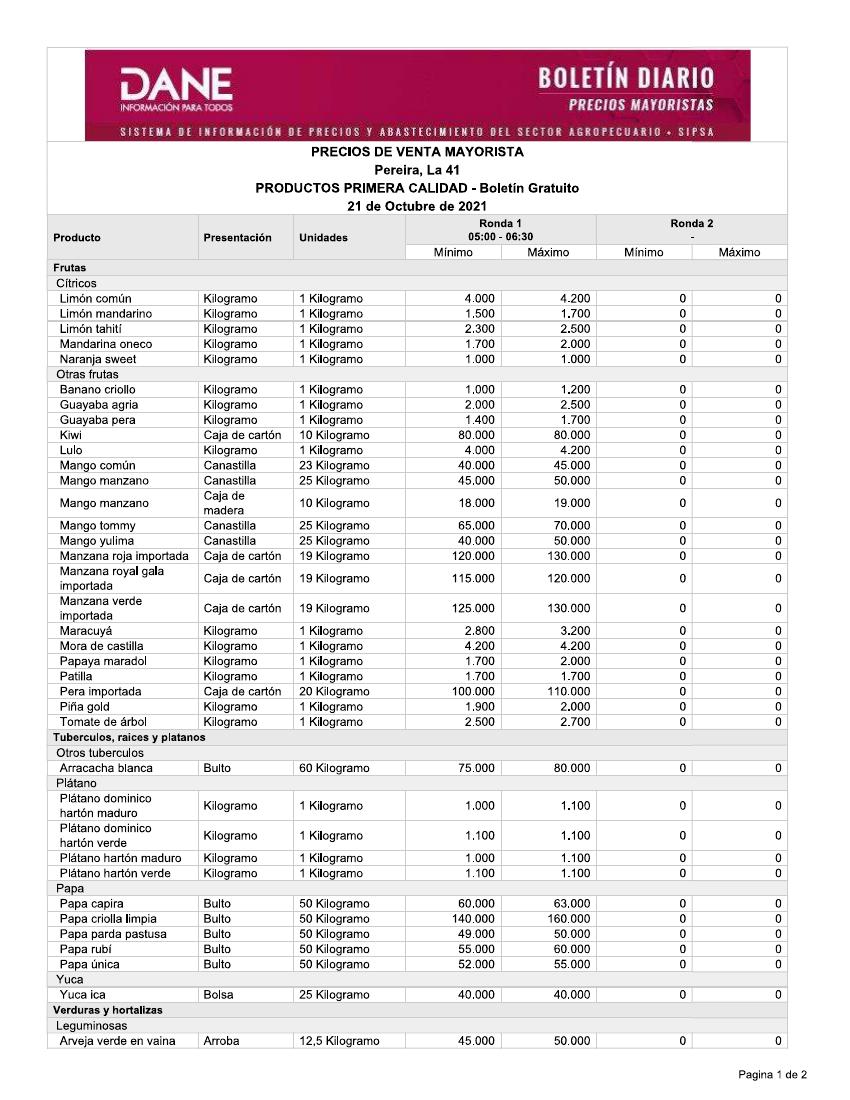 DANE
INFORMACIÓN PARA TODOS
BOLETÍN DIARIO
PRECIOS MAYORISTAS
SISTEMA DE INFORMACIÓN DE PRECIOS Y ABASTECIMIENTO DEL SECTOR AGROPECUARIO • SIPSA
PRECIOS DE VENTA MAYORISTA
Pereira, La 41
PRODUCTOS PRIMERA CALIDAD - Boletín Gratuito
21 de Octubre de 2021
Producto Presentación Unidades Ronda 1 05:00 - 06:30 Ronda 2 -
Mínimo Máximo Mínimo Máximo
Frutas
Cítricos
Limón común Kilogramo 1 Kilogramo 4.000 4.200 0 0
Limón mandarino Kilogramo 1 Kilogramo 1.500 1.700 0 0
Limón tahití Kilogramo 1 Kilogramo 2.300 2.500 0 0
Mandarina oneco Kilogramo 1 Kilogramo 1.700 2.000 0 0
Naranja sweet Kilogramo 1 Kilogramo 1.000 1.000 0 0
Otras frutas
Banano criollo Kilogramo 1 Kilogramo 1.000 1.200 0 0
Guayaba agria Kilogramo 1 Kilogramo 2.000 2.500 0 0
Guayaba pera Kilogramo 1 Kilogramo 1.400 1.700 0 0
Kiwi Caja de cartón 10 Kilogramo 80.000 80.000 0 0
Lulo Kilogramo 1 Kilogramo 4.000 4.200 0 0
Mango común Canastilla 23 Kilogramo 40.000 45.000 0 0
Mango manzano Canastilla 25 Kilogramo 45.000 50.000 0 0
Mango manzano Caja de madera 10 Kilogramo 18.000 19.000 0 0
Mango tommy Canastilla 25 Kilogramo 65.000 70.000 0 0
Mango yulima Canastilla 25 Kilogramo 40.000 50.000 0 0
Manzana roja importada Caja de cartón 19 Kilogramo 120.000 130.000 0 0
Manzana royal gala importada Caja de cartón 19 Kilogramo 115.000 120.000 0 0
Manzana verde importada Caja de cartón 19 Kilogramo 125.000 130.000 0 0
Maracuyá Kilogramo 1 Kilogramo 2.800 3.200 0 0
Mora de castilla Kilogramo 1 Kilogramo 4.200 4.200 0 0
Papaya maradol Kilogramo 1 Kilogramo 1.700 2.000 0 0
Patilla Kilogramo 1 Kilogramo 1.700 1.700 0 0
Pera importada Caja de cartón 20 Kilogramo 100.000 110.000 0 0
Piña gold Kilogramo 1 Kilogramo 1.900 2.000 0 0
Tomate de árbol Kilogramo 1 Kilogramo 2.500 2.700 0 0
Tuberculos, raices y platanos
Otros tuberculos
Arracacha blanca Bulto 60 Kilogramo 75.000 80.000 0 0
Plátano
Plátano dominico hartón maduro Kilogramo 1 Kilogramo 1.000 1.100 0 0
Plátano dominico hartón verde Kilogramo 1 Kilogramo 1.100 1.100 0 0
Plátano hartón maduro Kilogramo 1 Kilogramo 1.000 1.100 0 0
Plátano hartón verde Kilogramo 1 Kilogramo 1.100 1.100 0 0
Papa
Papa capira Bulto 50 Kilogramo 60.000 63.000 0 0
Papa criolla limpia Bulto 50 Kilogramo 140.000 160.000 0 0
Papa parda pastusa Bulto 50 Kilogramo 49.000 50.000 0 0
Papa rubí Bulto 50 Kilogramo 55.000 60.000 0 0
Papa única Bulto 50 Kilogramo 52.000 55.000 0 0
Yuca
Yuca ica Bolsa 25 Kilogramo 40.000 40.000 0 0
Verduras y hortalizas
Leguminosas
Arveja verde en vaina Arroba 12,5 Kilogramo 45.000 50.000 0 0
Pagina 1 de 2